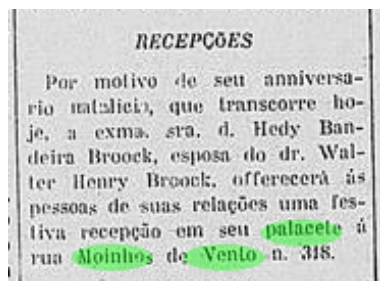 RECEPÇÕES
Por motivo de seu anniversa-
rio natalicio, que transcorre ho-
je, a exma. sra. d. Hedy Ban-
deira Broock, esposa do dr. Wal-
ter Henry Broock, offerecerá ás
pessoas de suas relações uma fes-
tiva recepção em seu palacete á
rua Moinhos de Vento n. 318.